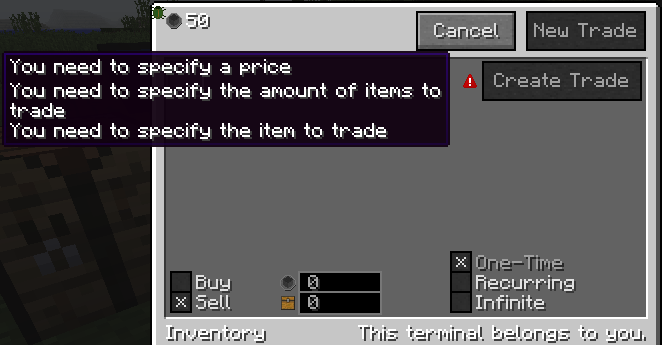 50
Cancel
New Trade
You need to specify a price
You need to specify the amount of items to
trade
You need to specify the item to trade
Create Trade
One-Time
Buy
0
Recurring
Sell
0
Infinite
Inventory
This terminal belongs to you.